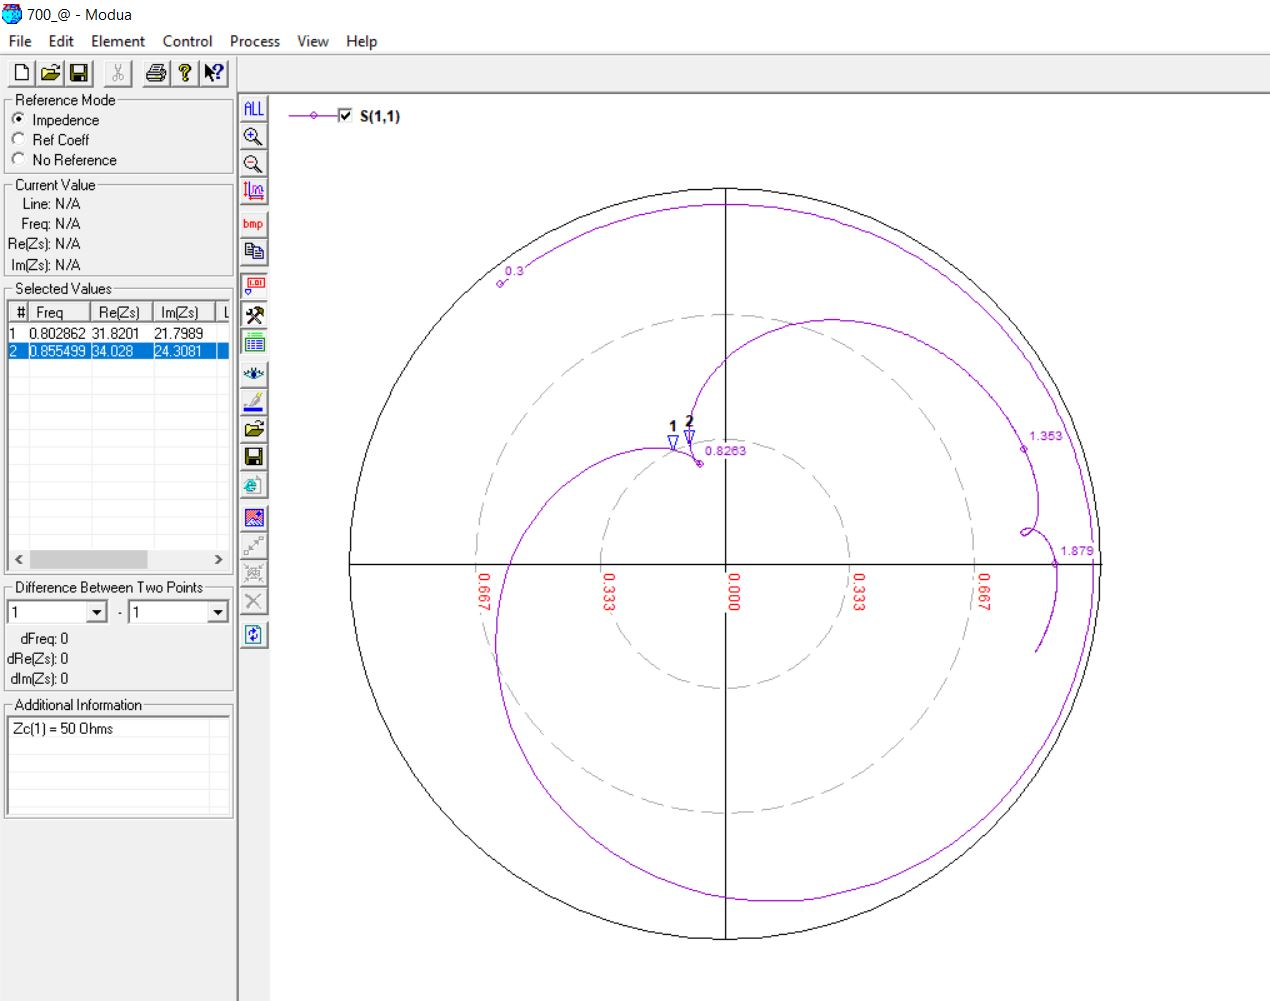 700_@ - Modua
File Edit Element Control Process View Help
Reference Mode
Impedence
Ref Coeff
No Reference
Current Value
Line: N/A
Freq: N/A
Re(Zs): N/A
Im(Zs): N/A
Selected Values
# Freq Re(Zs) Im(Zs) L
1 0.802862 31.8201 21.7989
2 0.855499 34.028 24.3081
Difference Between Two Points
1 - 1
dFreq: 0
dRe(Zs): 0
dIm(Zs): 0
Additional Information
Zc(1) = 50 Ohms
ALL
bmp
1.01
S(1,1)
0.3
1 2
0.8263
1.353
1.879
0.667 0.333 0.000 0.333 0.667